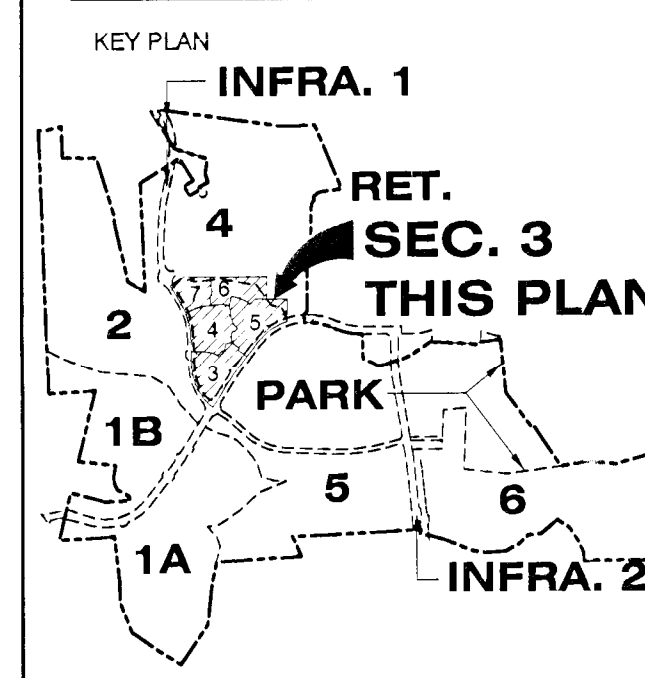 KEY PLAN
INFRA. 1
RET.
4
SEC. 3
THIS PLAN
7 6
2
4 5
3
PARK
1B
5
6
1A
INFRA. 2